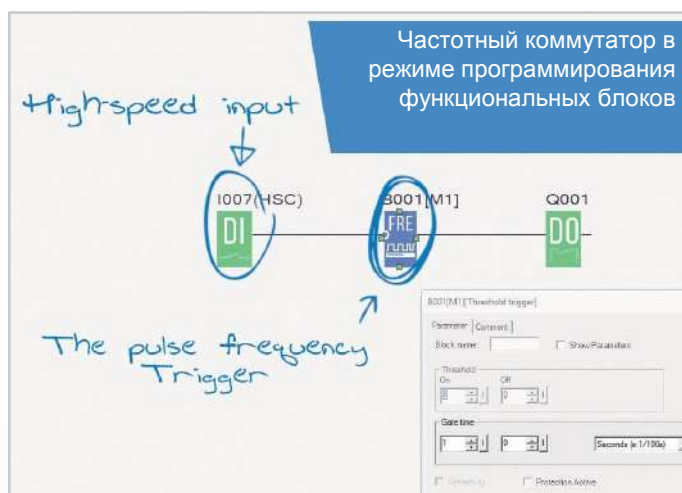 Частотный коммутатор в
режиме программирования
функциональных блоков
High-speed input
I007(HSC)
B001[M1]
Q001
DI
FRE
DO
The pulse frequency
Trigger
B001[M1][Threshold trigger]
Parameter
Comment
Block name:
Show Parameters
Threshold
On
Off
0
Gate time
1
0
Seconds (s:1/100s)
Protection Active